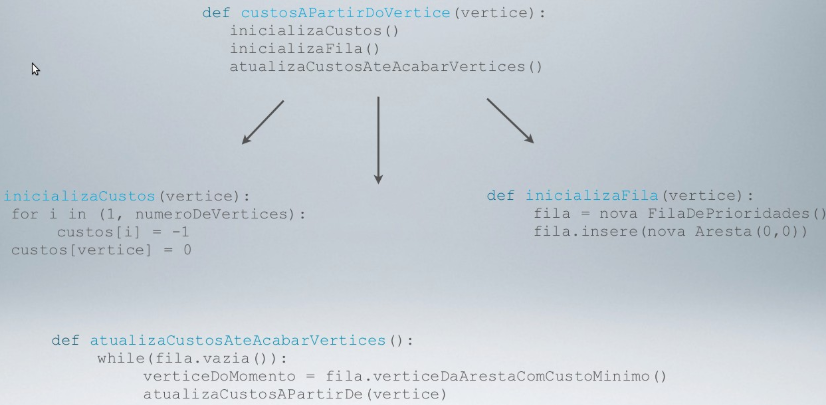 def custosAPartirDoVertice(vertice):
inicializaCustos()
inicializaFila()
atualizaCustosAteAcabarVertices()
inicializaCustos(vertice):
for i in (1, numeroDeVertices):
custos[i] = -1
custos[vertice] = 0
def inicializaFila(vertice):
fila = nova FilaDePrioridades()
fila.insere(nova Aresta(0,0))
def atualizaCustosAteAcabarVertices():
while(fila.vazia()):
verticeDoMomento = fila.verticeDaArestaComCustoMinimo()
atualizaCustosAPartirDe(vertice)